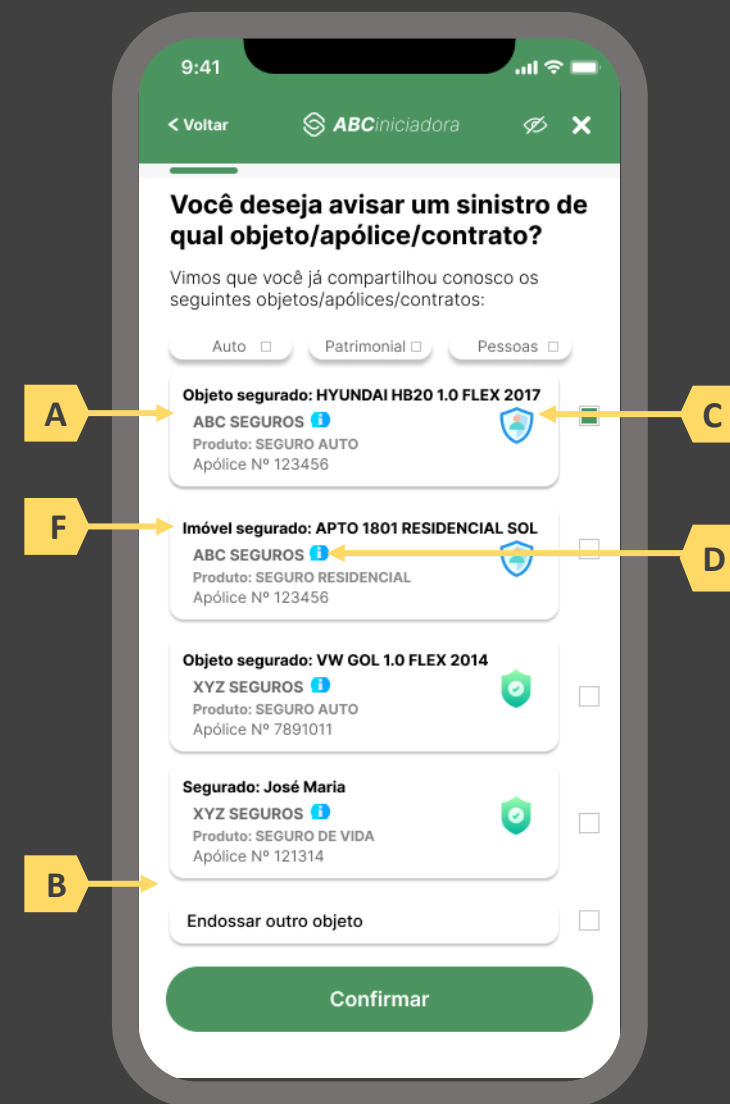 9:41
< Voltar
ABCiniciadora
Você deseja avisar um sinistro de
qual objeto/apólice/contrato?
Vimos que você já compartilhou conosco os
seguintes objetos/apólices/contratos:
Auto
Patrimonial
Pessoas
A
Objeto segurado: HYUNDAI HB20 1.0 FLEX 2017
ABC SEGUROS i
Produto: SEGURO AUTO
Apólice Nº 123456
C
F
Imóvel segurado: APTO 1801 RESIDENCIAL SOL
ABC SEGUROS i
Produto: SEGURO RESIDENCIAL
Apólice Nº 123456
D
Objeto segurado: VW GOL 1.0 FLEX 2014
XYZ SEGUROS i
Produto: SEGURO AUTO
Apólice Nº 7891011
Segurado: José Maria
XYZ SEGUROS i
Produto: SEGURO DE VIDA
Apólice Nº 121314
B
Endossar outro objeto
Confirmar